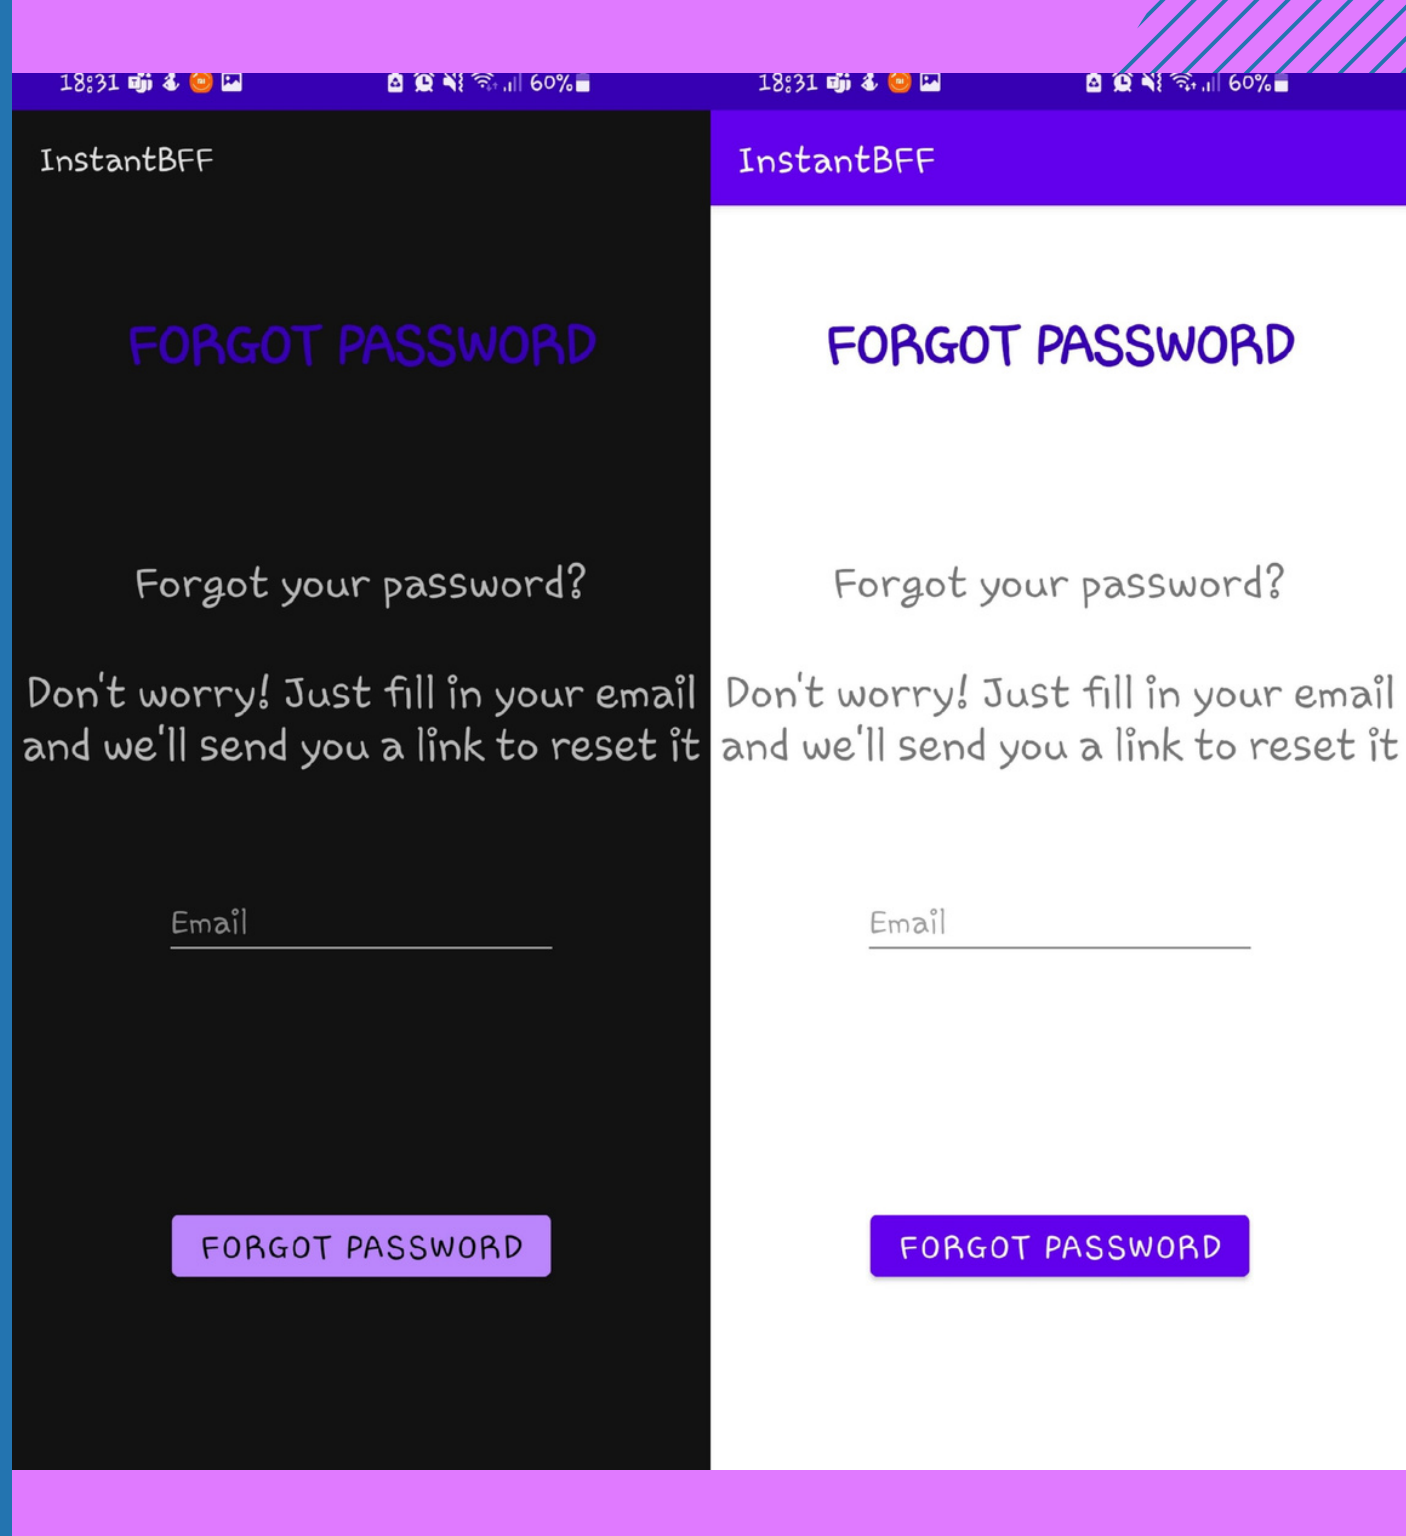 18:31 60%
InstantBFF
FORGOT PASSWORD
Forgot your password?
Don't worry! Just fill in your email
and we'll send you a link to reset it
Email
FORGOT PASSWORD
18:31 60%
InstantBFF
FORGOT PASSWORD
Forgot your password?
Don't worry! Just fill in your email
and we'll send you a link to reset it
Email
FORGOT PASSWORD